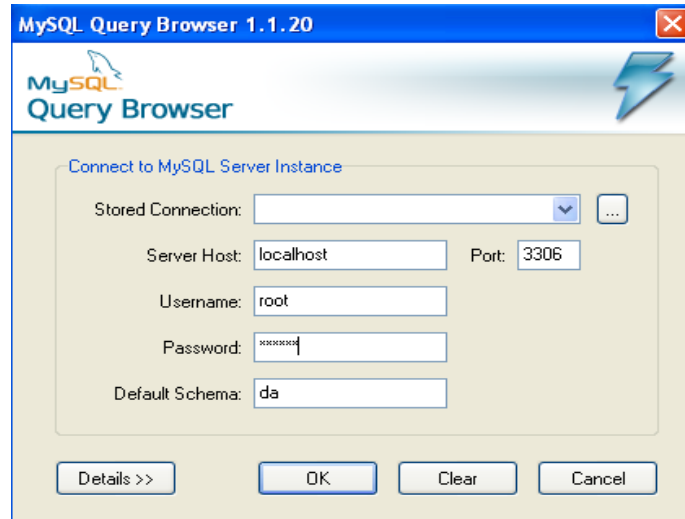 MySQL Query Browser 1.1.20
MySQL
Query Browser
Connect to MySQL Server Instance
Stored Connection:
...
Server Host: localhost Port: 3306
Username: root
Password: ******
Default Schema: da
Details >> OK Clear Cancel